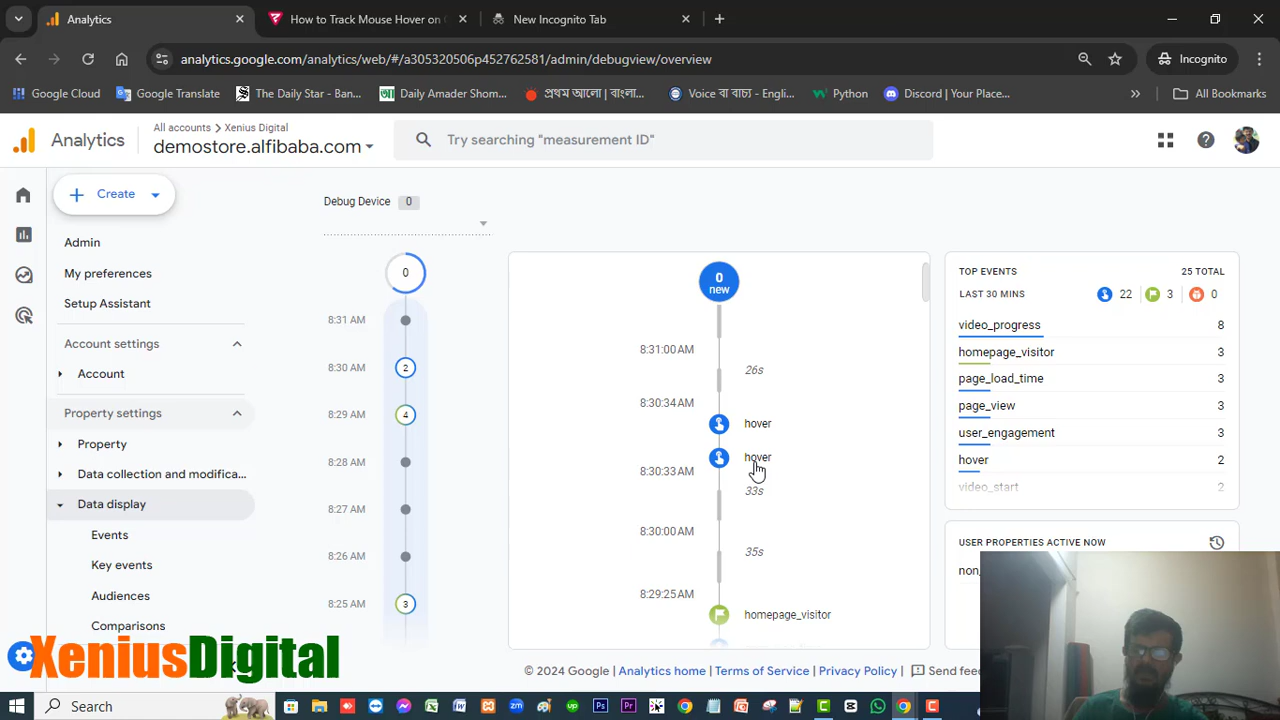 Analytics
How to Track Mouse Hover on
New Incognito Tab
analytics.google.com/analytics/web/#/a305320506p452762581/admin/debugview/overview
Incognito
Google Cloud
Google Translate
The Daily Star - Ban...
Daily Amader Shom...
প্রথম আলো | বাংলা...
Voice বা বাচ্য - Engli...
Python
Discord | Your Place...
All Bookmarks
Analytics
All accounts > Xenius Digital
demostore.alfibaba.com
Try searching "measurement ID"
Create
Admin
My preferences
Setup Assistant
Account settings
Account
Property settings
Property
Data collection and modifica...
Data display
Events
Key events
Audiences
Comparisons
Debug Device 0
0
8:31 AM
8:30 AM 2
8:29 AM 4
8:28 AM
8:27 AM
8:26 AM
8:25 AM 3
0
new
8:31:00 AM
26s
8:30:34 AM
hover
hover
8:30:33 AM
33s
8:30:00 AM
35s
8:29:25 AM
homepage_visitor
TOP EVENTS 25 TOTAL
LAST 30 MINS 22 3 0
video_progress 8
homepage_visitor 3
page_load_time 3
page_view 3
user_engagement 3
hover 2
video_start 2
USER PROPERTIES ACTIVE NOW
non_
XeniusDigital
© 2024 Google | Analytics home | Terms of Service | Privacy Policy | Send feed
Search